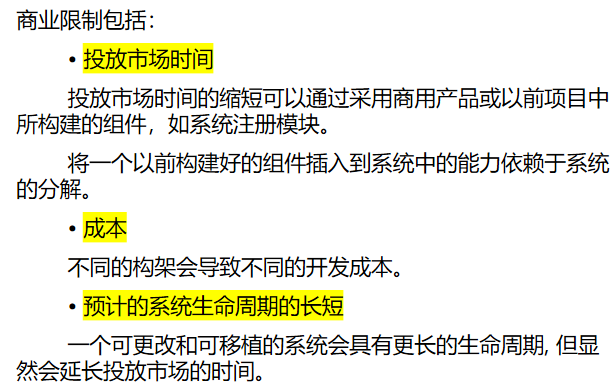 商业限制包括：
• 投放市场时间
投放市场时间的缩短可以通过采用商用产品或以前项目中
所构建的组件，如系统注册模块。
将一个以前构建好的组件插入到系统中的能力依赖于系统
的分解。
• 成本
不同的构架会导致不同的开发成本。
• 预计的系统生命周期的长短
一个可更改和可移植的系统会具有更长的生命周期, 但显
然会延长投放市场的时间。